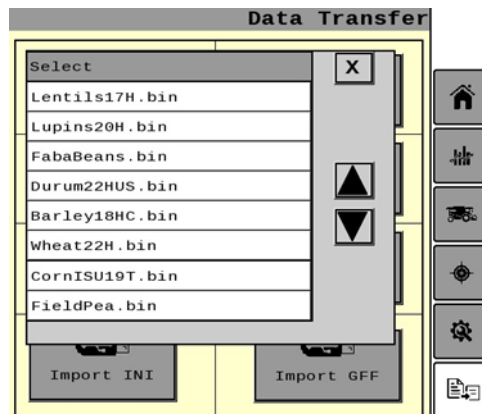 Data Transfer
Select
X
Lentils17H.bin
Lupins20H.bin
FabaBeans.bin
Durum22HUS.bin
Barley18HC.bin
Wheat22H.bin
CornISU19T.bin
FieldPea.bin
Import INI
Import GFF